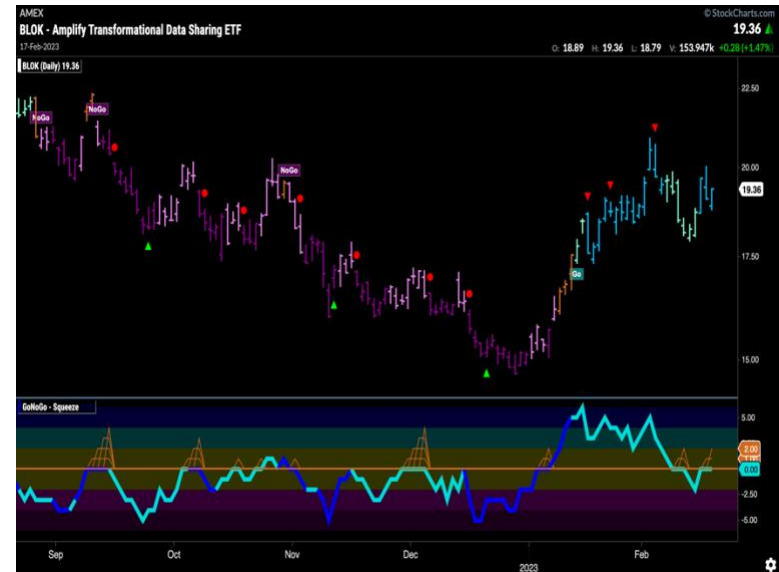 AMEX
© StockCharts.com
BLOK - Amplify Transformational Data Sharing ETF
19.36
17-Feb-2023
O: 18.89 H: 19.36 L: 18.79 V: 153.947k +0.28 (+1.47%)
BLOK (Daily) 19.36
22.50
NoGo
NoGo
20.00
NoGo
19.36
17.50
Go
15.00
GoNoGo - Squeeze
5.00
2.00
0.00
-2.50
-5.00
Sep Oct Nov Dec 2023 Feb